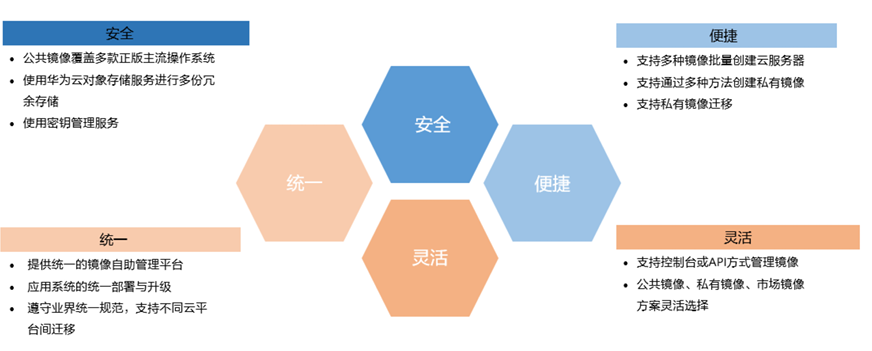 安全
公共镜像覆盖多款正版主流操作系统
使用华为云对象存储服务进行多份冗
余存储
使用密钥管理服务
便捷
支持多种镜像批量创建云服务器
支持通过多种方法创建私有镜像
支持私有镜像迁移
安全
统一
便捷
灵活
统一
提供统一的镜像自助管理平台
应用系统的统一部署与升级
遵守业界统一规范，支持不同云平
台间迁移
灵活
支持控制台或API方式管理镜像
公共镜像、私有镜像、市场镜像
方案灵活选择